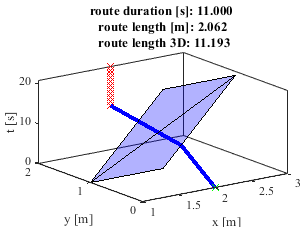 route duration [s]: 11.000
route length [m]: 2.062
route length 3D: 11.193
20
10
0
t [s]
2
1
0
y [m]
1
1.5
2
2.5
3
x [m]